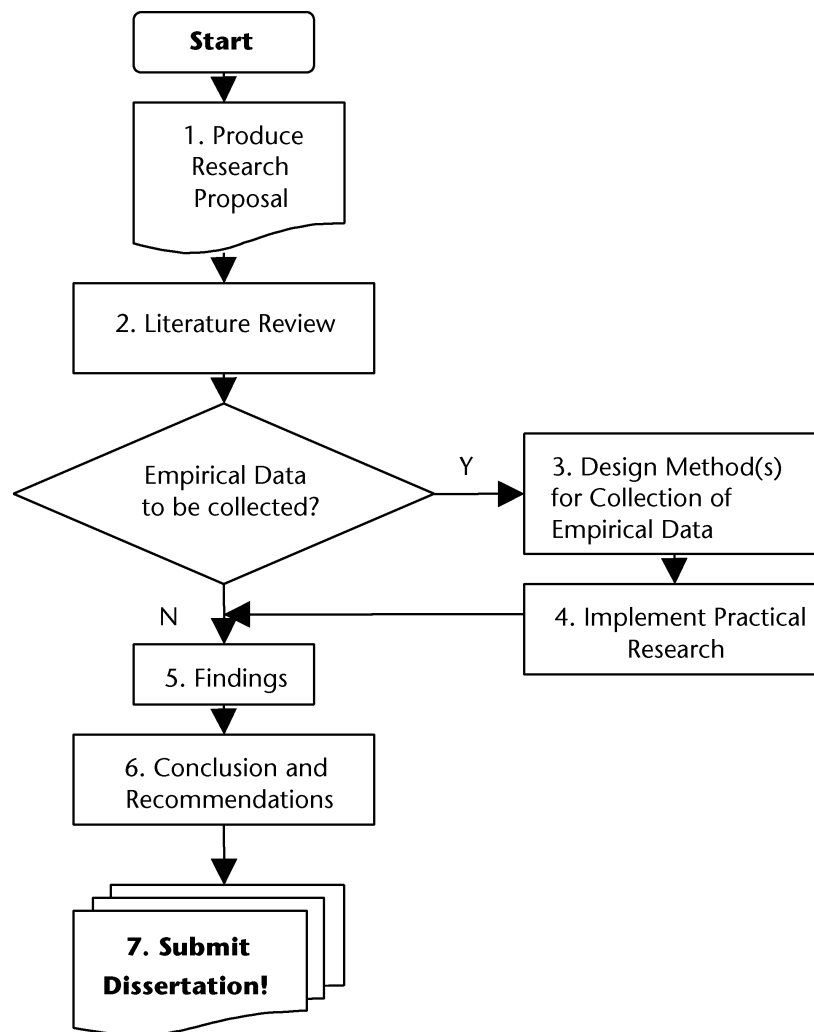 Start
1. Produce
Research
Proposal
2. Literature Review
Empirical Data
to be collected?
Y
3. Design Method(s)
for Collection of
Empirical Data
N
4. Implement Practical
Research
5. Findings
6. Conclusion and
Recommendations
7. Submit
Dissertation!